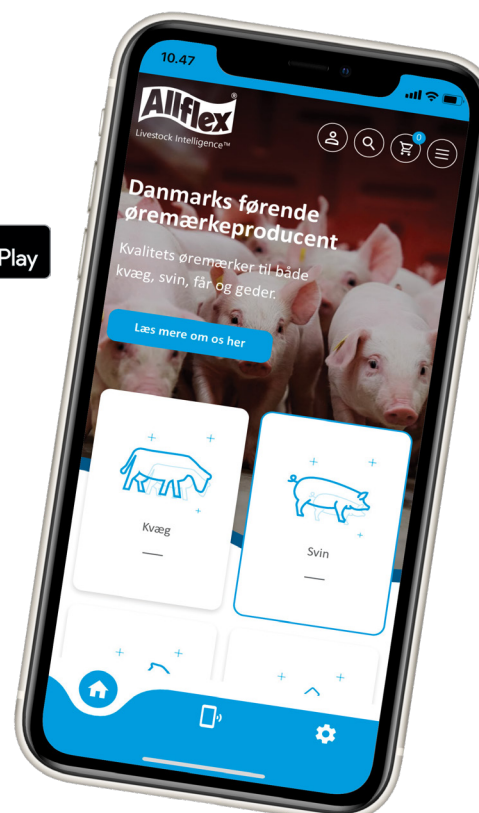 10.47
Allflex®
Livestock Intelligence™
0
Danmarks førende
øremærkeproducent
Kvalitets øremærker til både
kvæg, svin, får og geder.
Læs mere om os her
Play
Kvæg
Svin